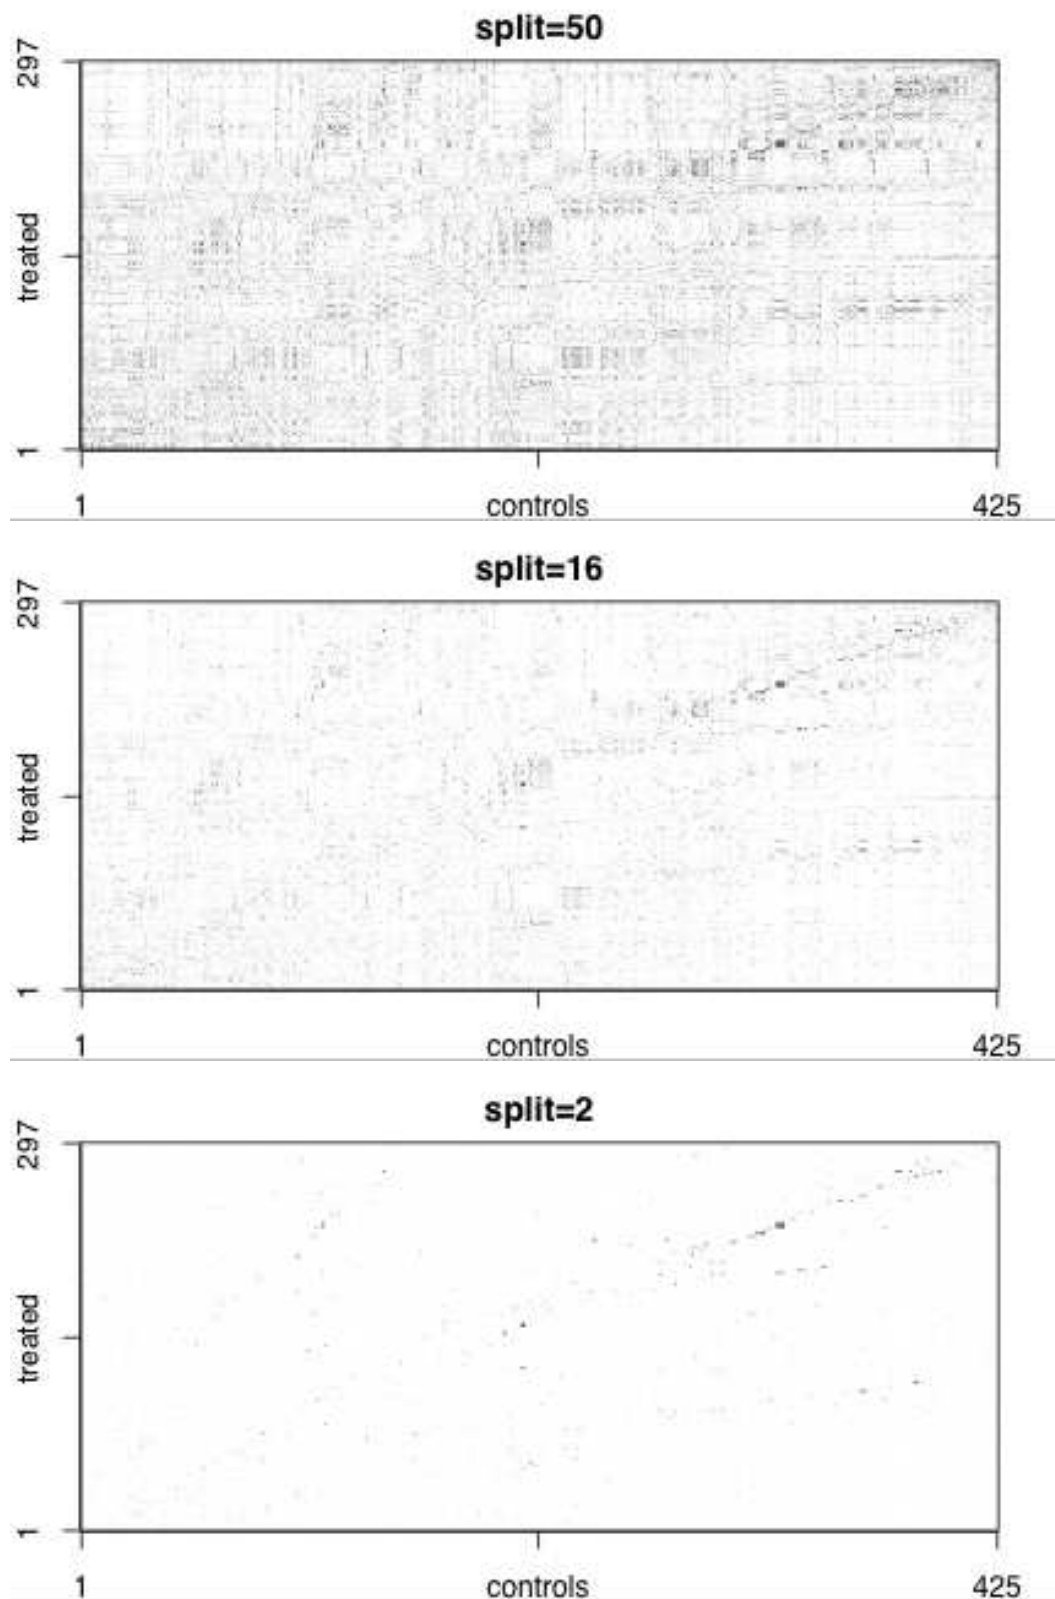 split=50
297
treated
1
1
controls
425
split=16
297
treated
1
1
controls
425
split=2
297
treated
1
1
controls
425